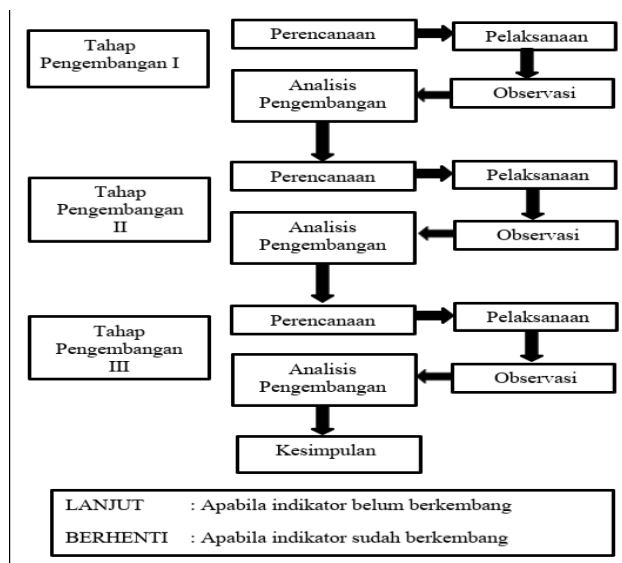 Tahap
Pengembangan I
Perencanaan
Pelaksanaan
Analisis
Pengembangan
Observasi
Tahap
Pengembangan
II
Perencanaan
Pelaksanaan
Analisis
Pengembangan
Observasi
Tahap
Pengembangan
III
Perencanaan
Pelaksanaan
Analisis
Pengembangan
Observasi
Kesimpulan
LANJUT : Apabila indikator belum berkembang
BERHENTI : Apabila indikator sudah berkembang